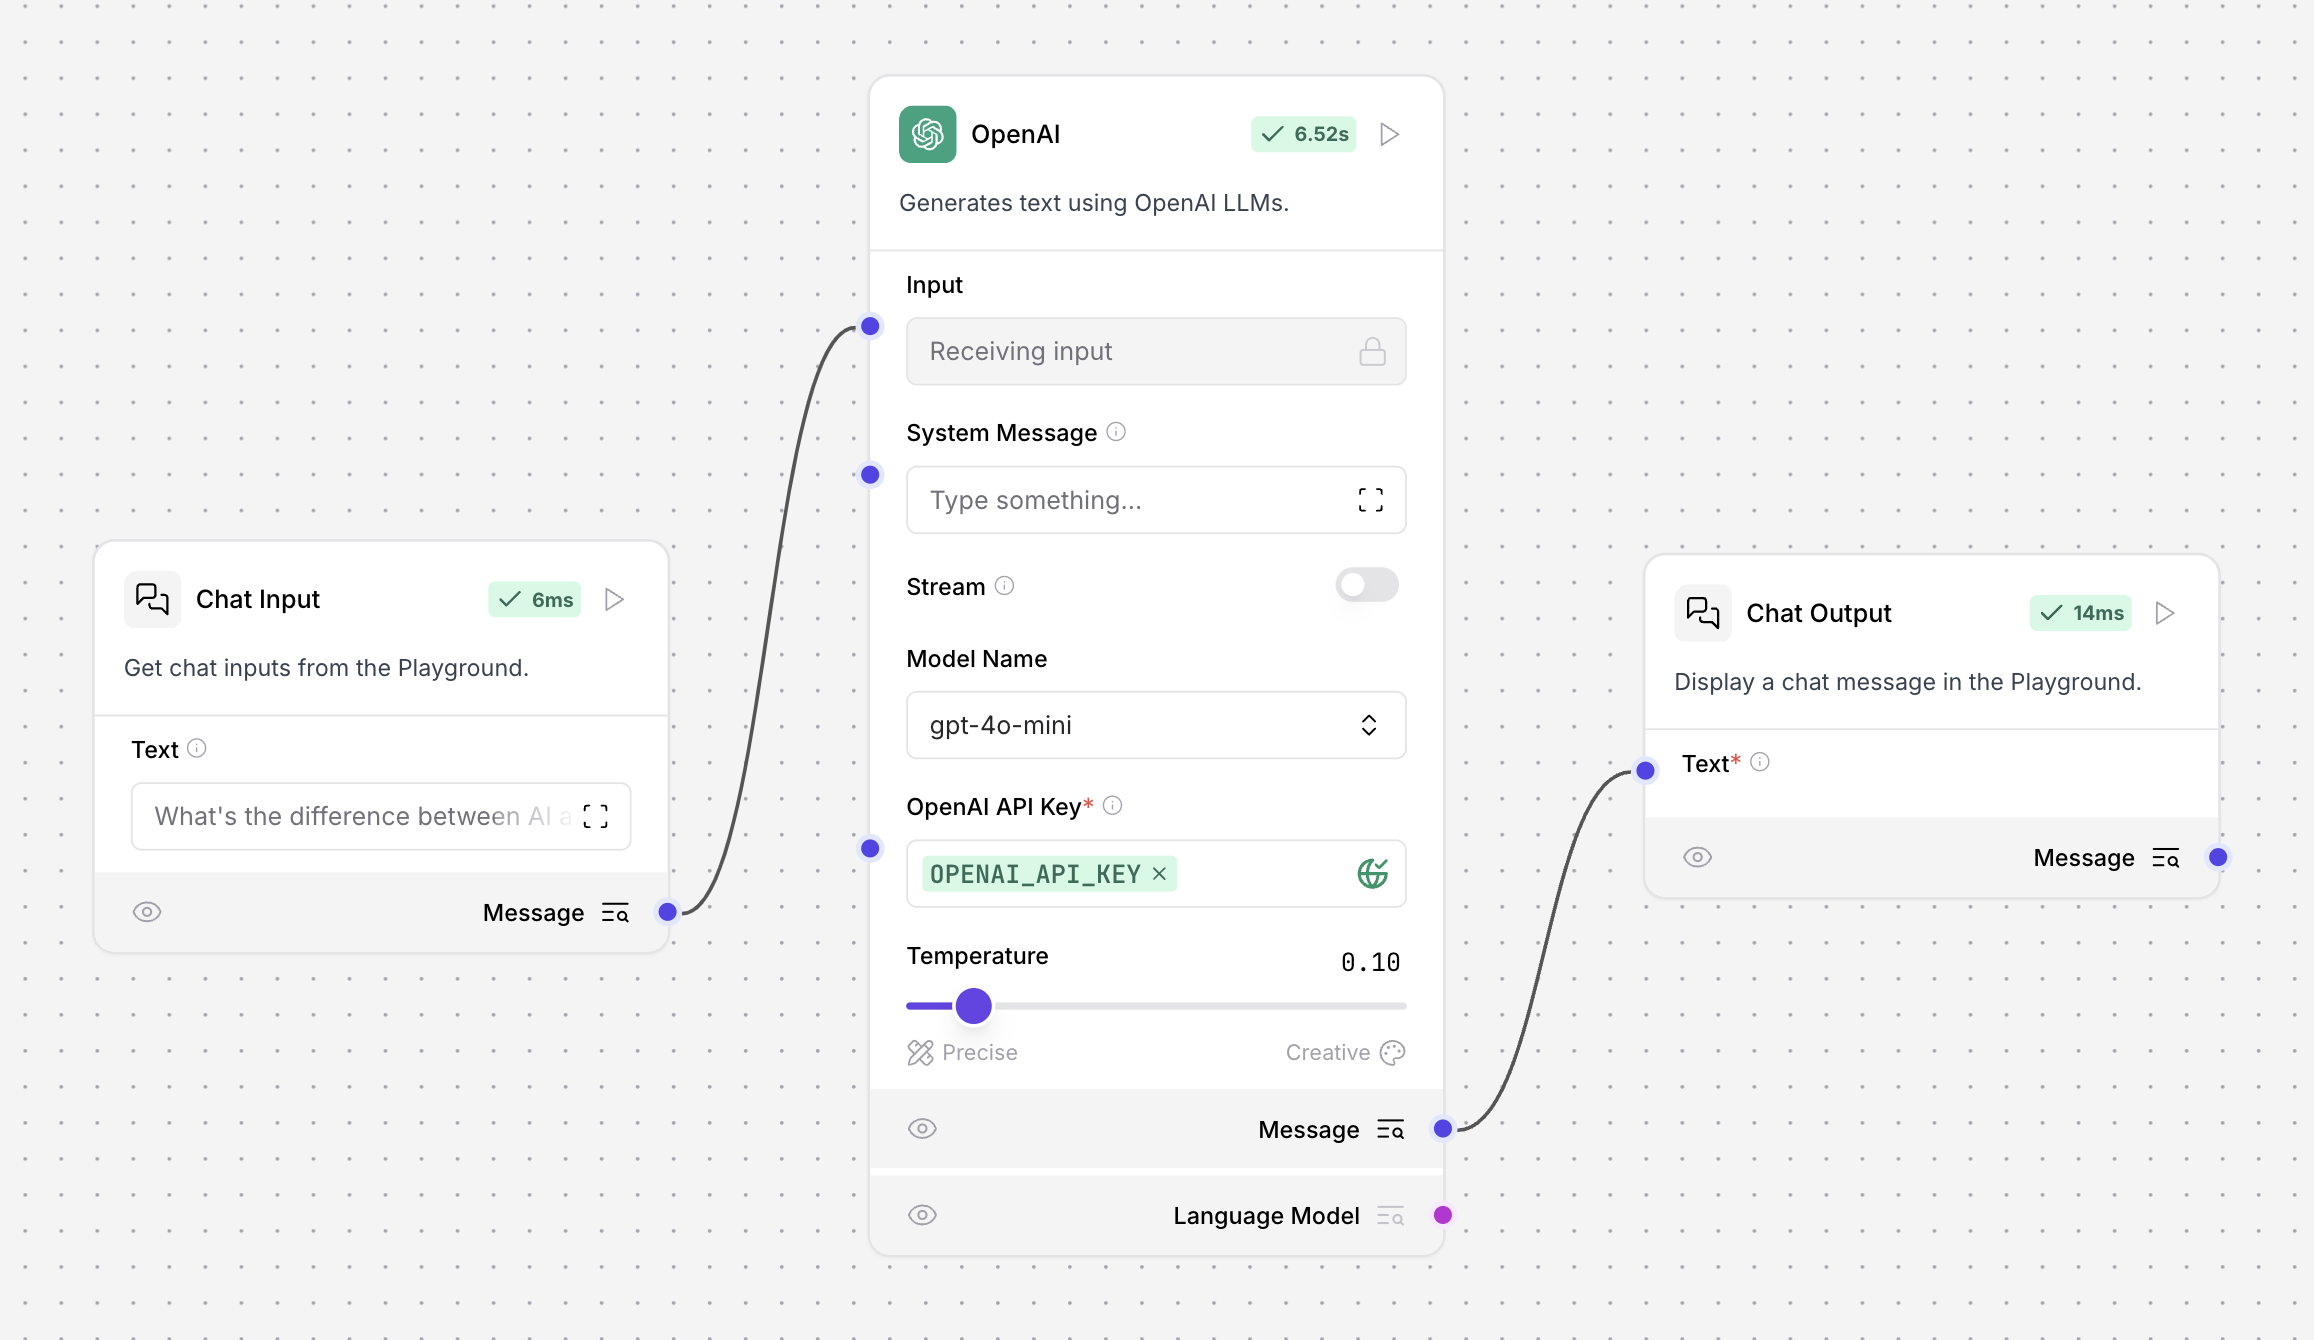 OpenAI
6.52s
Generates text using OpenAI LLMs.
Input
Receiving input
System Message
Type something...
Stream
Model Name
gpt-4o-mini
OpenAI API Key*
OPENAI_API_KEY
Temperature
0.10
Precise
Creative
Message
Language Model
Chat Input
6ms
Get chat inputs from the Playground.
Text
What's the difference between AI a
Message
Chat Output
14ms
Display a chat message in the Playground.
Text*
Message